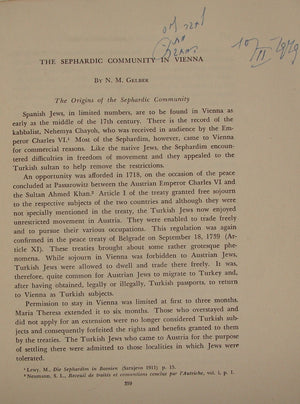 THE SEPHARDIC COMMUNITY IN VIENNA
By N. M. GELBER
The Origins of the Sephardic Community
Spanish Jews, in limited numbers, are to be found in Vienna as
early as the middle of the 17th century. There is the record of the
kabbalist, Nehemya Chayoh, who was received in audience by the Em-
peror Charles VI.¹ Most of the Sephardim, however, came to Vienna
for commercial reasons. Like the native Jews, the Sephardim encoun-
tered difficulties in freedom of movement and they appealed to the
Turkish sultan to help remove the restrictions.
An opportunity was afforded in 1718, on the occasion of the peace
concluded at Passarowitz between the Austrian Emperor Charles VI and
the Sultan Ahmed Khan.² Article I of the treaty granted free sojourn
to the respective subjects of the two countries and although they were
not specially mentioned in the treaty, the Turkish Jews now enjoyed
unrestricted movement in Austria. They were enabled to trade freely
and to pursue their various occupations. This regulation was again
confirmed in the peace treaty of Belgrade on September 18, 1739 (Ar-
ticle XI). These treaties brought about some rather grotesque phe-
nomena. While sojourn in Vienna was forbidden to Austrian Jews,
Turkish Jews were allowed to dwell and trade there freely. It was,
therefore, quite common for Austrian Jews to migrate to Turkey and,
after having obtained, legally or illegally, Turkish passports, to return
to Vienna as Turkish subjects.
Permission to stay in Vienna was limited at first to three months.
Maria Theresa extended it to six months. Those who overstayed and
did not apply for an extension were no longer considered Turkish sub-
jects and consequently forfeited the rights and benefits granted to them
by the treaties. The Turkish Jews who came to Austria for the purpose
of settling there were admitted to those localities in which Jews were
tolerated.
¹ Lewy, M., Die Sephardim in Bosnien (Sarajevo 1911) p. 15.
² Neumann, S. L., Receuil de traités et conventions conclus par l'Autriche, vol. i, p. 1.
359